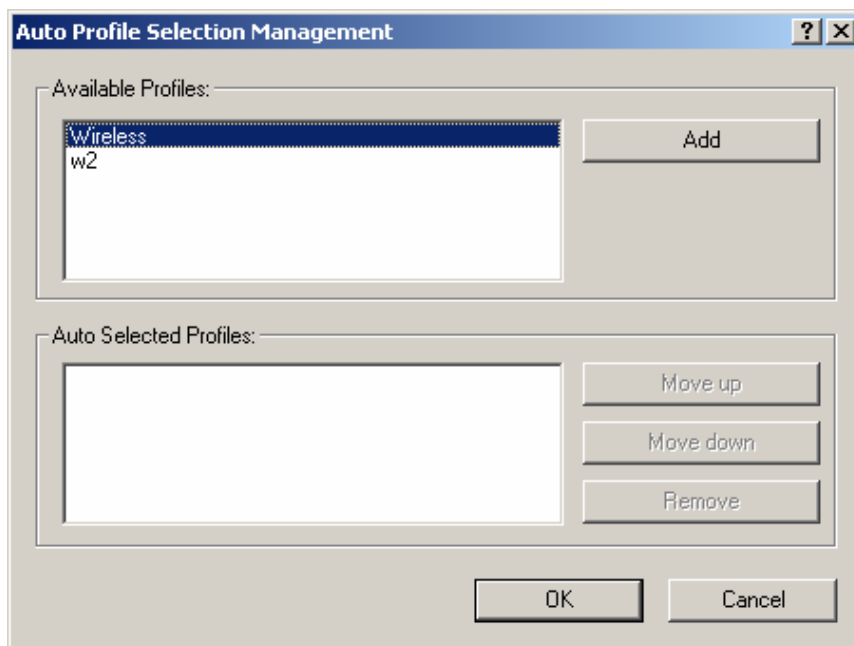 Auto Profile Selection Management
Available Profiles:
Wireless
w2
Add
Auto Selected Profiles:
Move up
Move down
Remove
OK
Cancel